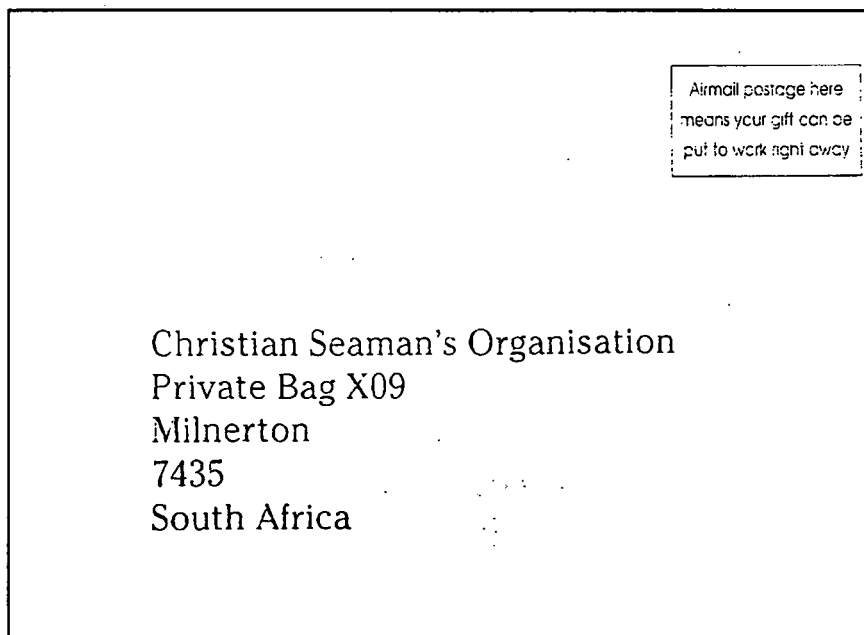 Airmail postage here
means your gift can be
put to work right away
Christian Seaman's Organisation
Private Bag X09
Milnerton
7435
South Africa